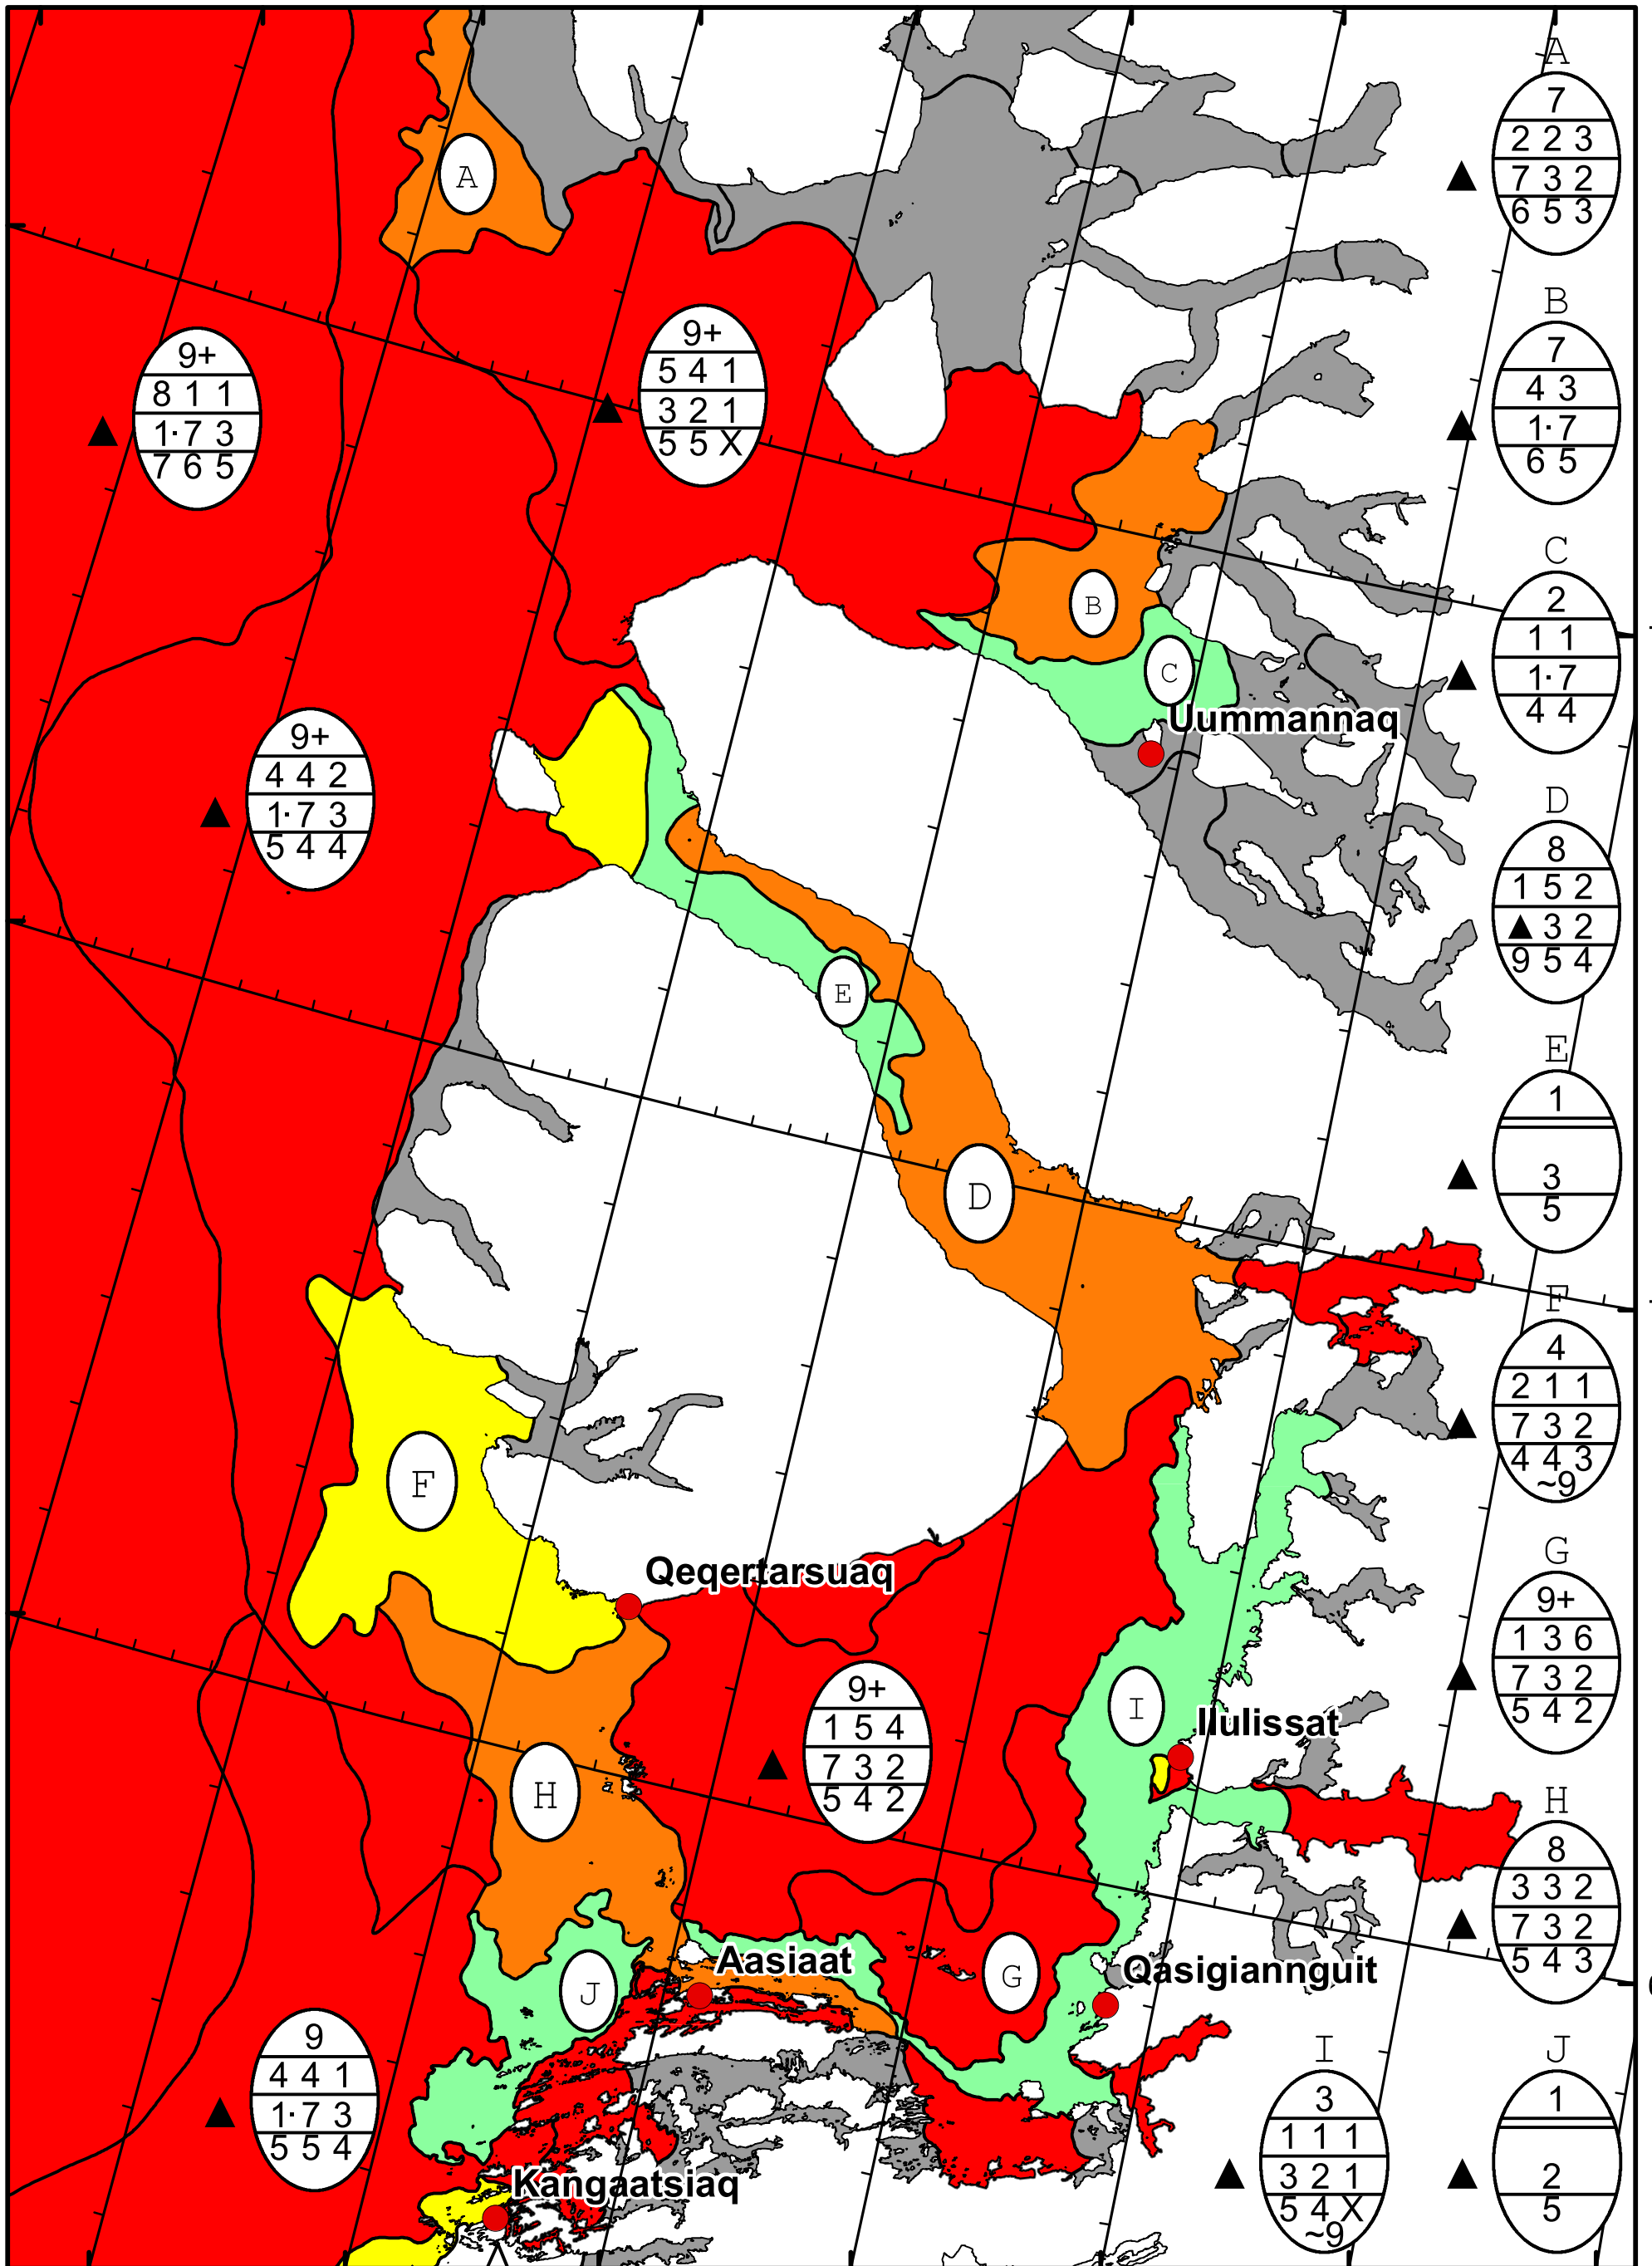 A
7
2 2 3
7 3 2
6 5 3
A
9+
5 4 1
3 2 1
5 5 X
9+
8 1 1
1· 7 3
7 6 5
B
7
4 3
1· 7
6 5
B
C
2
1 1
1· 7
4 4
C
Uummannaq
9+
4 4 2
1· 7 3
5 4 4
D
8
1 5 2
▲ 3 2
9 5 4
E
E
1
3
5
D
F
4
2 1 1
7 3 2
4 4 3
~9
F
Qeqertarsuaq
G
9+
1 3 6
7 3 2
5 4 2
9+
1 5 4
7 3 2
5 4 2
I
Ilulissat
H
H
8
3 3 2
7 3 2
5 4 3
Aasiaat
J
G
Qasigiannguit
9
4 4 1
1· 7 3
5 5 4
I
3
1 1 1
3 2 1
5 4 X
~9
J
1
2
5
Kangaatsiaq